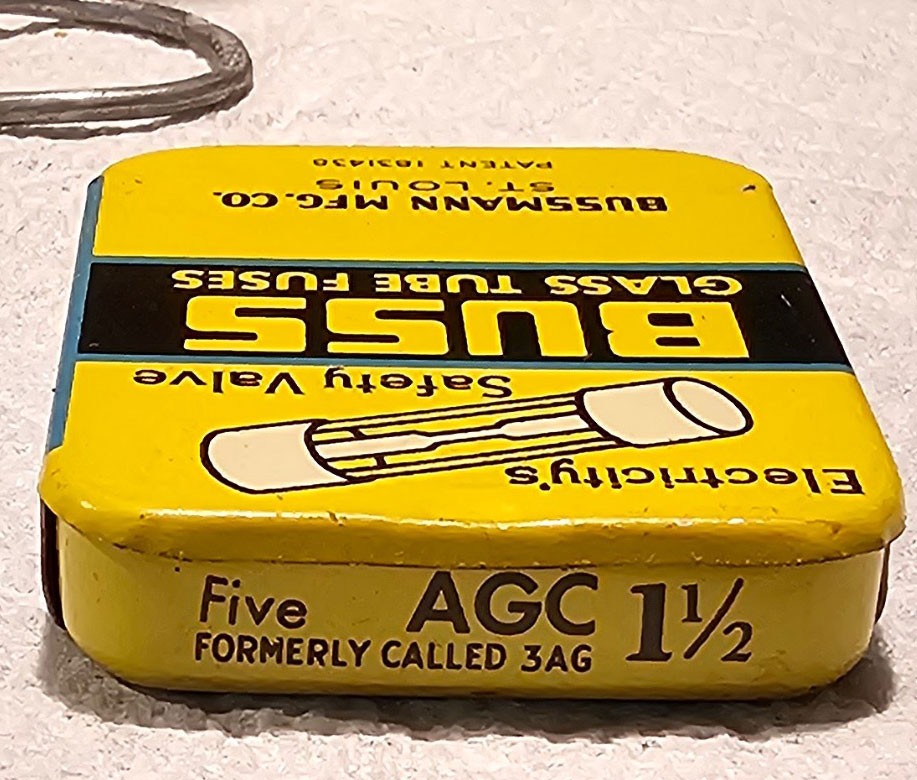 Electricity's
Safety Valve
BUSS
GLASS TUBE FUSES
BUSSMANN MFG. CO.
ST. LOUIS
PATENT 1831430
Five AGC 1½
FORMERLY CALLED 3AG